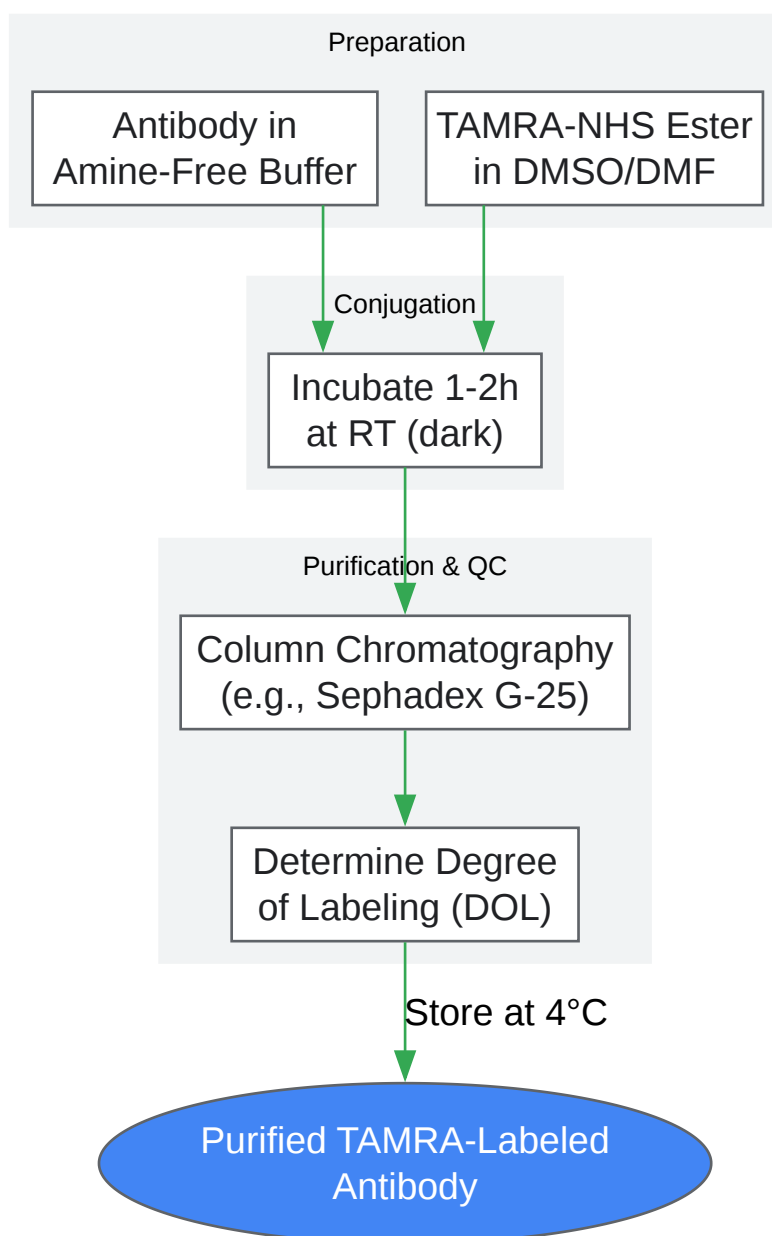 Preparation
Antibody in
Amine-Free Buffer
TAMRA-NHS Ester
in DMSO/DMF
Conjugation
Incubate 1-2h
at RT (dark)
Purification & QC
Column Chromatography
(e.g., Sephadex G-25)
Determine Degree
of Labeling (DOL)
Store at 4°C
Purified TAMRA-Labeled
Antibody